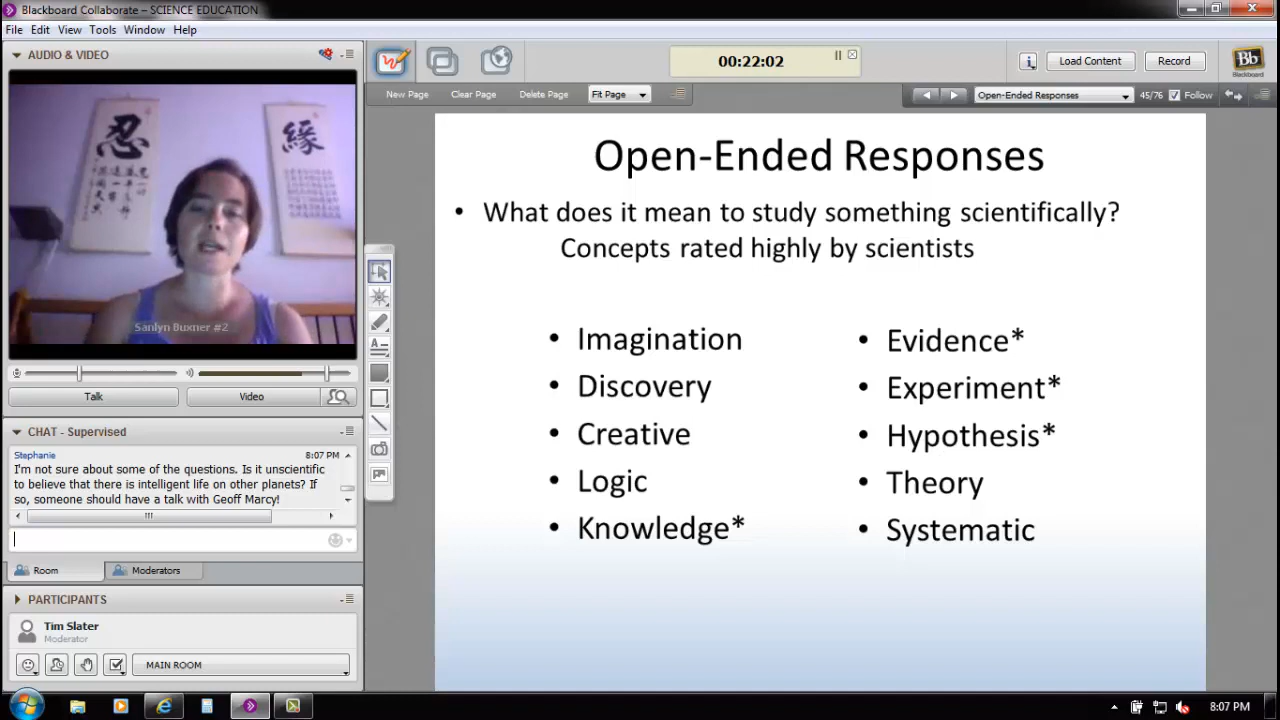 Blackboard Collaborate - SCIENCE EDUCATION
File Edit View Tools Window Help
AUDIO & VIDEO
忍
緣
Sanlyn Buxner #2
Talk
Video
CHAT - Supervised
Stephanie 8:07 PM
I'm not sure about some of the questions. Is it unscientific
to believe that there is intelligent life on other planets? If
so, someone should have a talk with Geoff Marcy!
Room
Moderators
PARTICIPANTS
Tim Slater
Moderator
MAIN ROOM
00:22:02
Load Content
Record
Bb
Blackboard
New Page Clear Page Delete Page Fit Page
Open-Ended Responses 45/76 Follow
Open-Ended Responses
• What does it mean to study something scientifically?
Concepts rated highly by scientists
• Imagination
• Discovery
• Creative
• Logic
• Knowledge*
• Evidence*
• Experiment*
• Hypothesis*
• Theory
• Systematic
8:07 PM